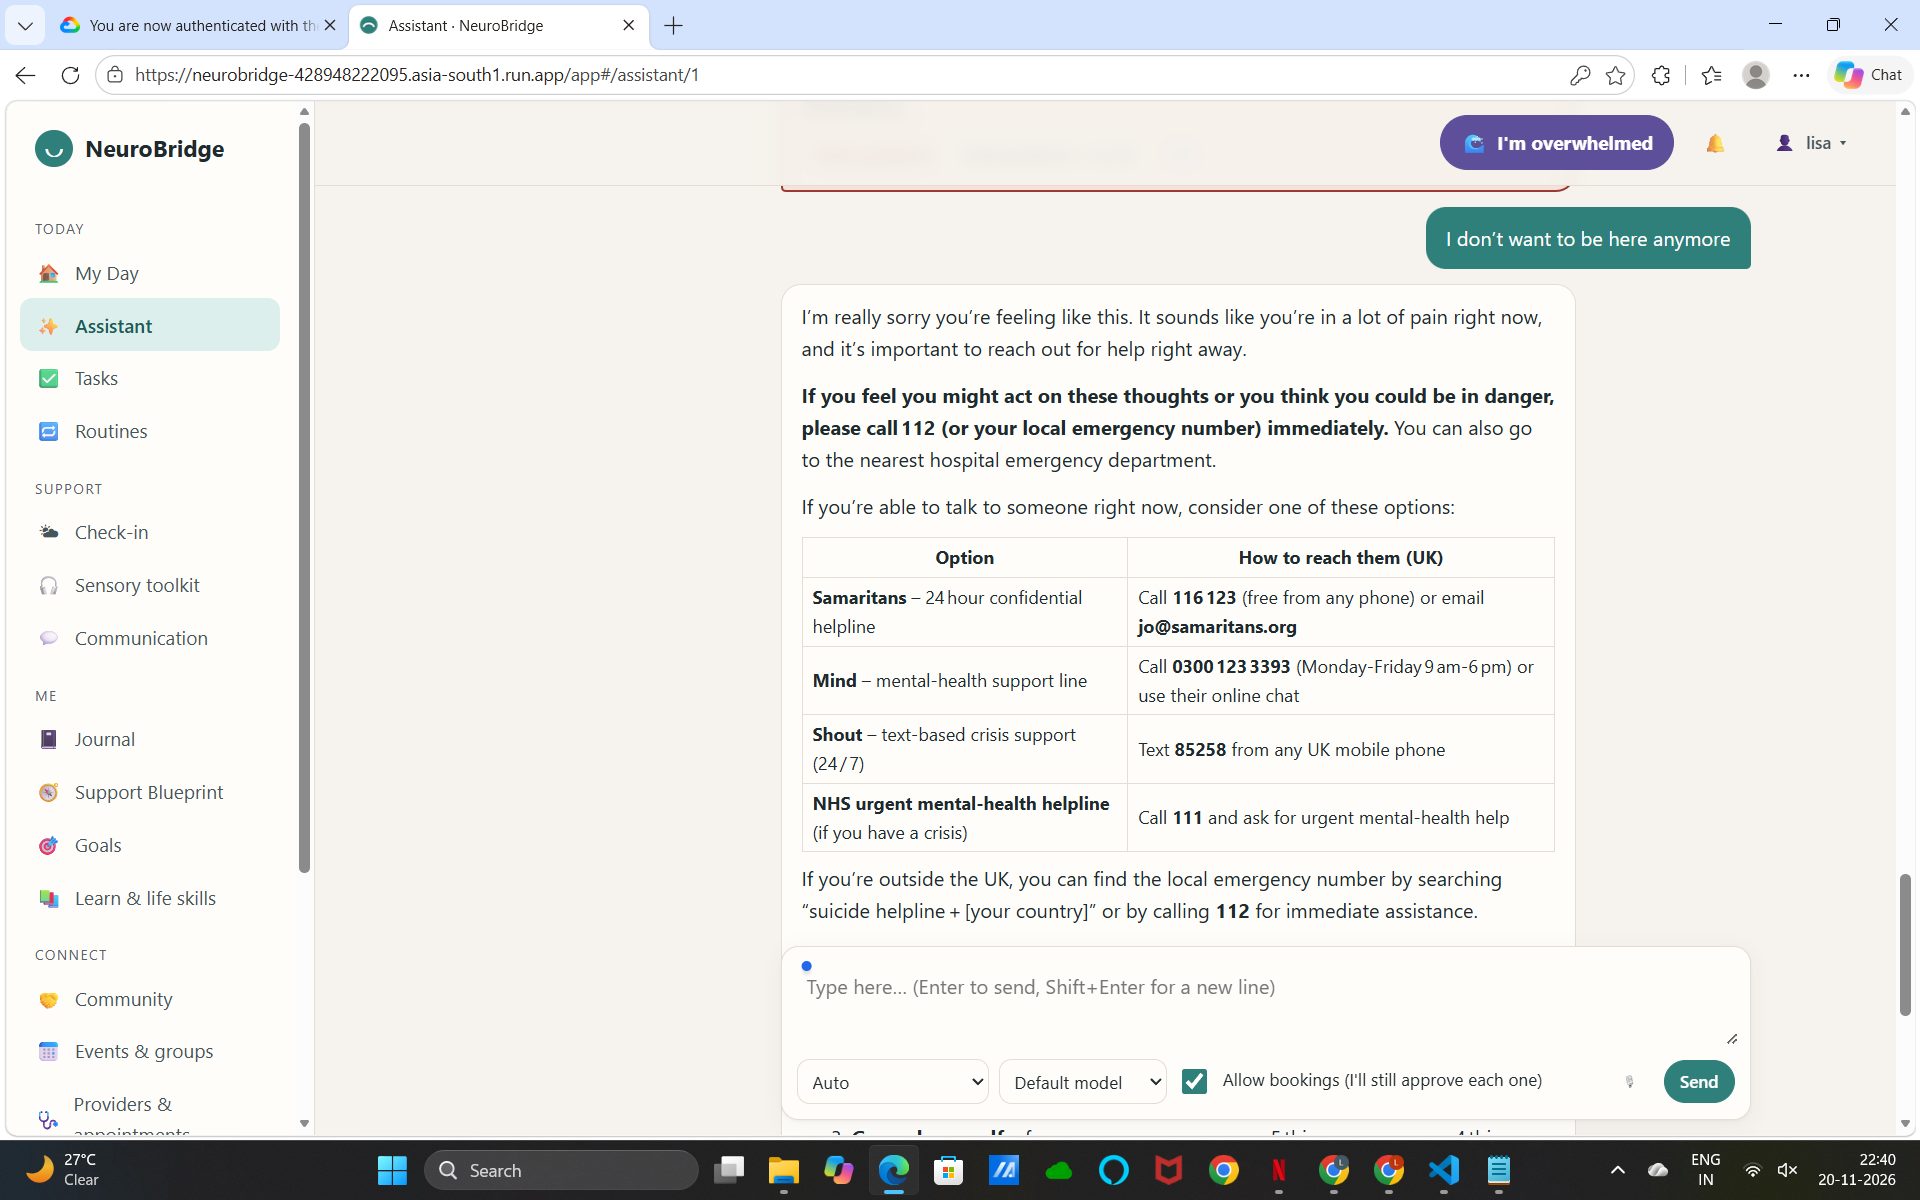 You are now authenticated with the
Assistant · NeuroBridge
https://neurobridge-428948222095.asia-south1.run.app/app#/assistant/1
Chat
NeuroBridge
I'm overwhelmed
lisa
TODAY
My Day
Assistant
Tasks
Routines
SUPPORT
Check-in
Sensory toolkit
Communication
ME
Journal
Support Blueprint
Goals
Learn & life skills
CONNECT
Community
Events & groups
Providers &
appointments
I don’t want to be here anymore
I’m really sorry you’re feeling like this. It sounds like you’re in a lot of pain right now,
and it’s important to reach out for help right away.
If you feel you might act on these thoughts or you think you could be in danger,
please call 112 (or your local emergency number) immediately. You can also go
to the nearest hospital emergency department.
If you’re able to talk to someone right now, consider one of these options:
Option
How to reach them (UK)
Samaritans – 24 hour confidential
helpline
Call 116 123 (free from any phone) or email
jo@samaritans.org
Mind – mental-health support line
Call 0300 123 3393 (Monday-Friday 9 am-6 pm) or
use their online chat
Shout – text-based crisis support
(24 / 7)
Text 85258 from any UK mobile phone
NHS urgent mental-health helpline
(if you have a crisis)
Call 111 and ask for urgent mental-health help
If you’re outside the UK, you can find the local emergency number by searching
“suicide helpline + [your country]” or by calling 112 for immediate assistance.
Type here... (Enter to send, Shift+Enter for a new line)
Auto
Default model
Allow bookings (I'll still approve each one)
Send
27°C
Clear
Search
ENG
IN
22:40
20-11-2026